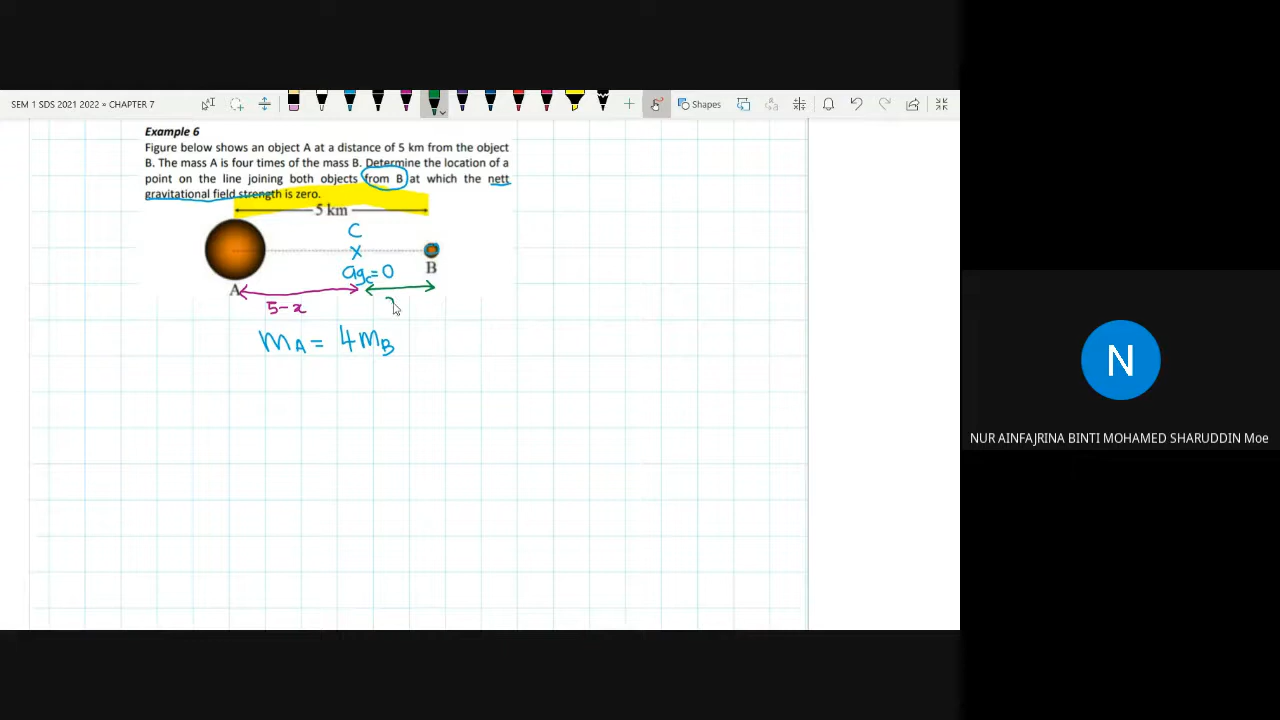 SEM 1 SDS 2021 2022 » CHAPTER 7
Shapes
Example 6
Figure below shows an object A at a distance of 5 km from the object
B. The mass A is four times of the mass B. Determine the location of a
point on the line joining both objects from B at which the nett
gravitational field strength is zero.
5 km
C
X
ag_c = 0
B
A
5-x
m_A = 4m_B
N
NUR AINFAJRINA BINTI MOHAMED SHARUDDIN Moe